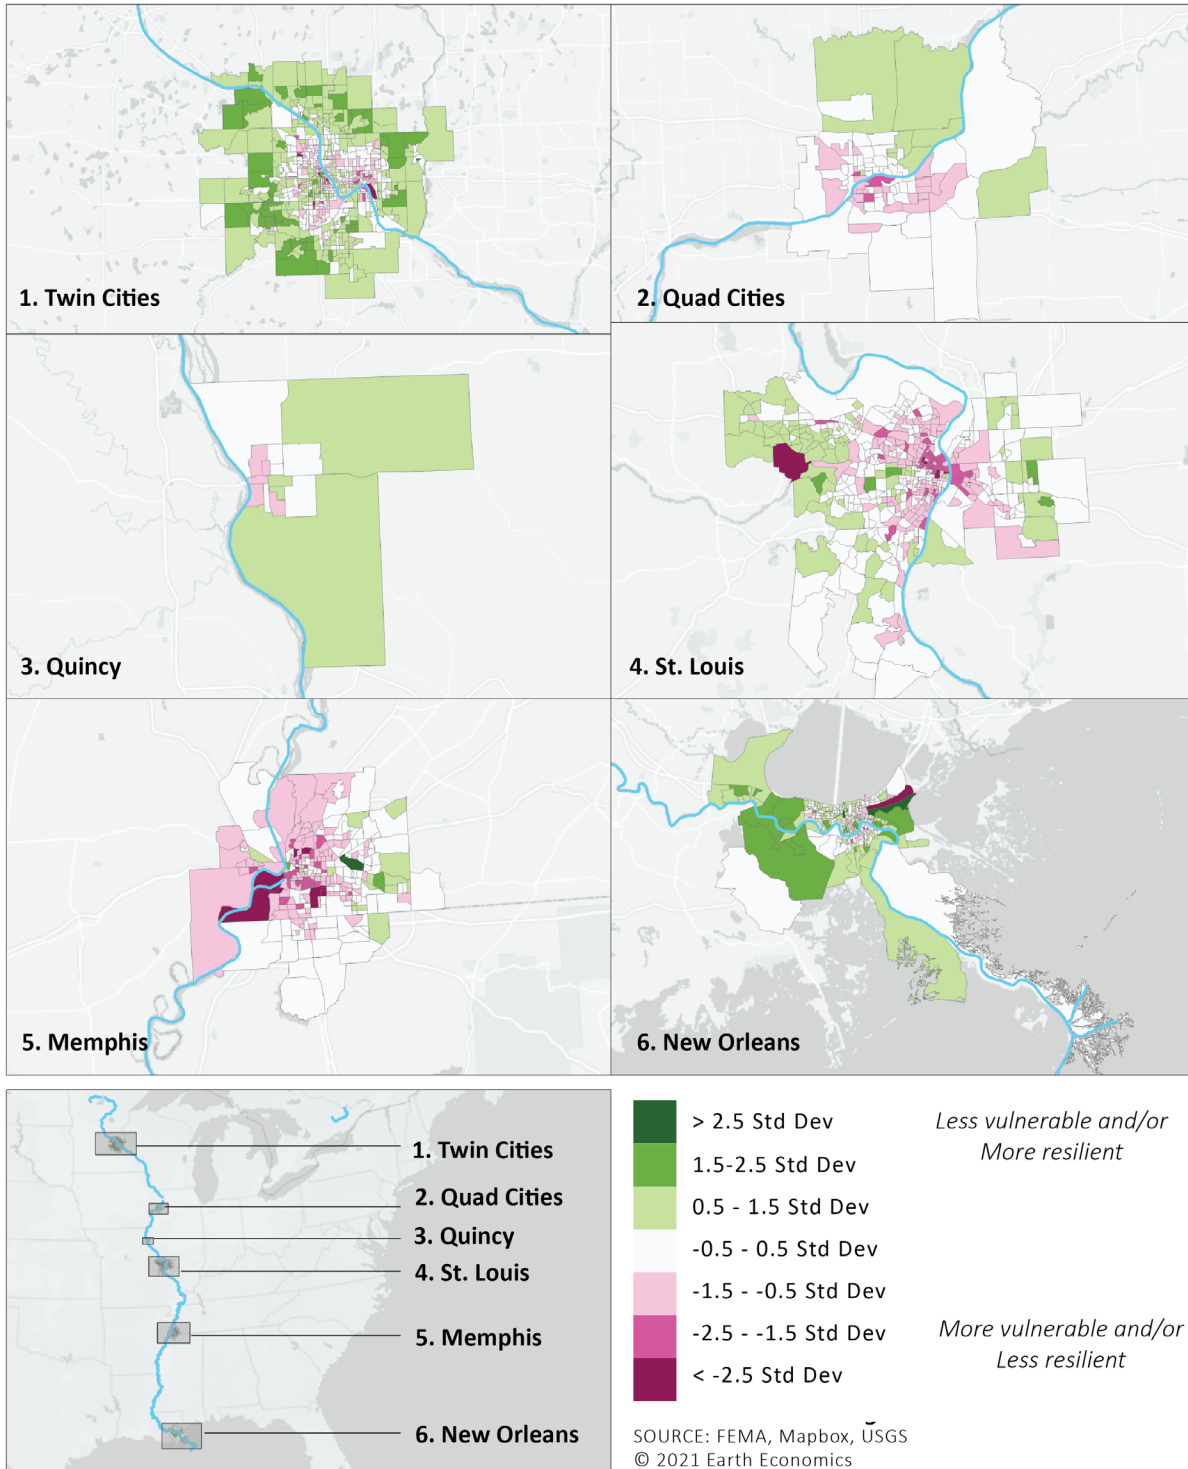 1. Twin Cities
2. Quad Cities
3. Quincy
4. St. Louis
5. Memphis
6. New Orleans
1. Twin Cities
2. Quad Cities
3. Quincy
4. St. Louis
5. Memphis
6. New Orleans
> 2.5 Std Dev
1.5-2.5 Std Dev
0.5 - 1.5 Std Dev
-0.5 - 0.5 Std Dev
-1.5 - -0.5 Std Dev
-2.5 - -1.5 Std Dev
< -2.5 Std Dev
Less vulnerable and/or
More resilient
More vulnerable and/or
Less resilient
SOURCE: FEMA, Mapbox, USGS
© 2021 Earth Economics